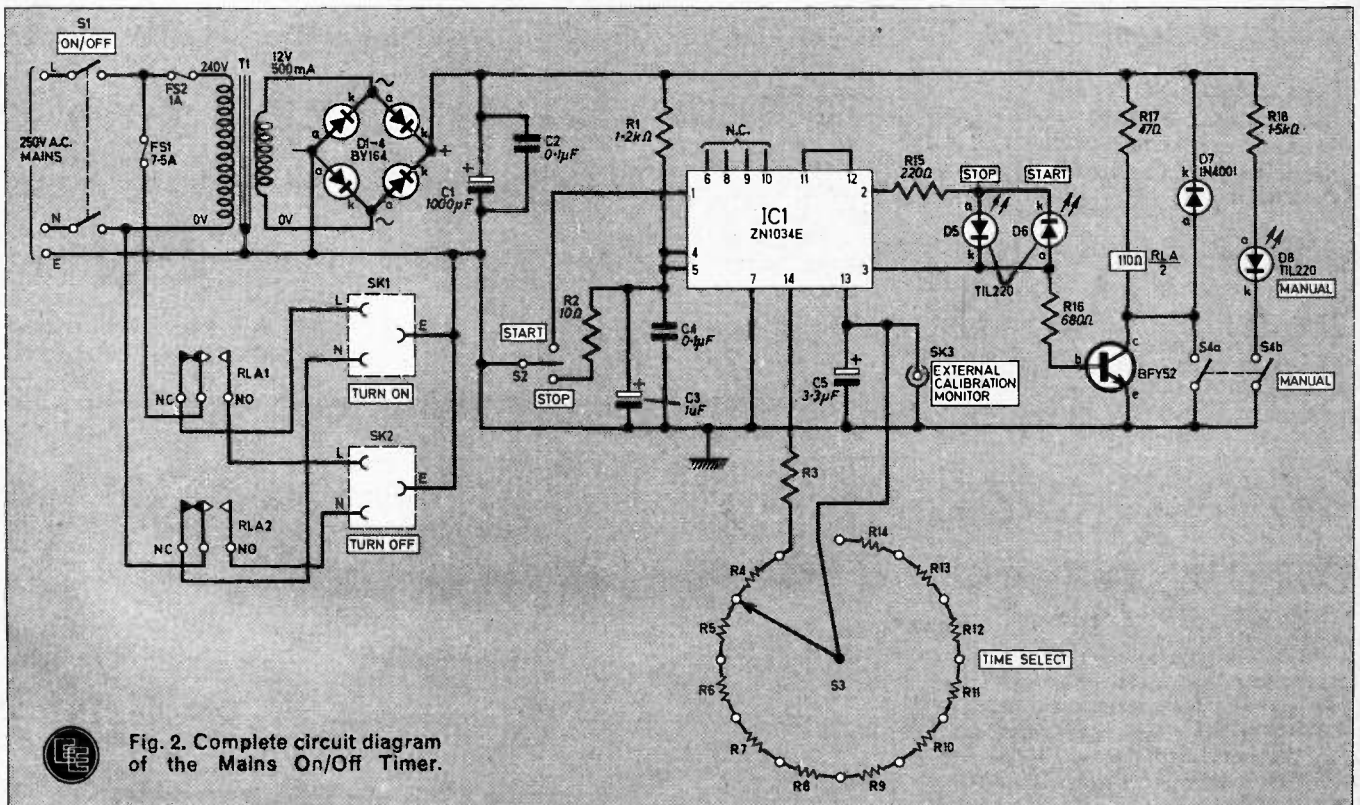 S1
ON/OFF
L
FS2
1A
240V
T1
12V
500mA
250V A.C.
MAINS
FS1
7·5A
N
0V
0V
E
~
a
k
k
a
D1-4
BY164
-
+
a
k
k
a
~
+
C1
1000µF
C2
0·1µF
R1
1·2kΩ
N.C.
6
8
9
10
11
12
1
4
5
IC1
ZN1034E
2
3
7
14
13
R15
220Ω
STOP
START
a
D5
k
k
D6
a
TIL220
R17
47Ω
R18
1·5kΩ
D7
1N4001
k
a
110Ω
RLA
2
a
D8
TIL220
k
MANUAL
R16
680Ω
c
b
e
BFY52
S4a
S4b
MANUAL
SK1
L
E
N
TURN ON
RLA1
NC
NO
SK2
L
E
N
TURN OFF
RLA2
NC
NO
START
S2
STOP
R2
10Ω
C4
0·1µF
+
C3
1uF
+
C5
3·3µF
SK3
EXTERNAL
CALIBRATION
MONITOR
R3
R4
R5
R6
R7
R8
R9
R10
R11
R12
R13
R14
S3
TIME SELECT
Fig. 2. Complete circuit diagram
of the Mains On/Off Timer.